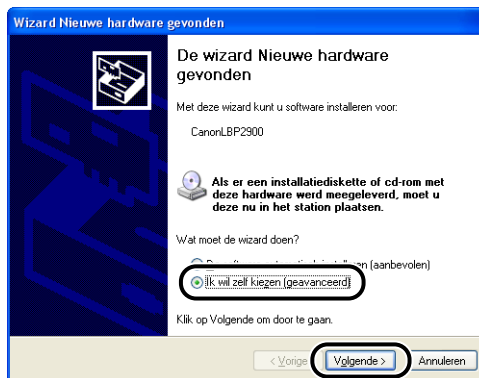 Wizard Nieuwe hardware gevonden
De wizard Nieuwe hardware
gevonden
Met deze wizard kunt u software installeren voor:
CanonLBP2900
Als er een installatiediskette of cd-rom met
deze hardware werd meegeleverd, moet u
deze nu in het station plaatsen.
Wat moet de wizard doen?
(aanbevolen)
Ik wil zelf kiezen (geavanceerd)
Klik op Volgende om door te gaan.
< Vorige
Volgende >
Annuleren